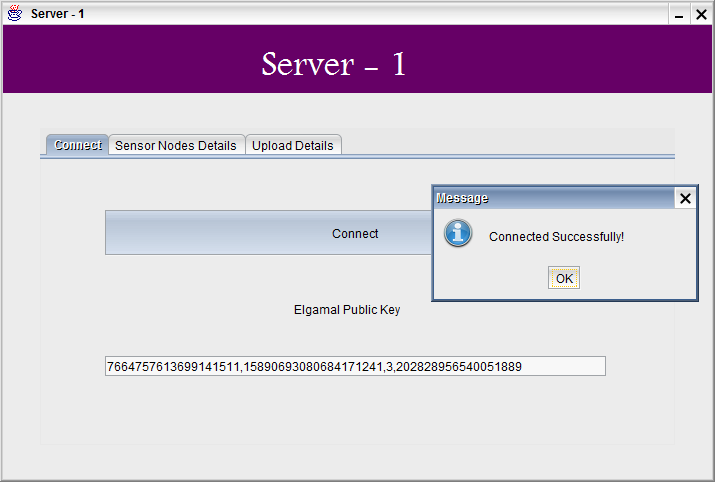 Server - 1
Server - 1
Connect Sensor Nodes Details Upload Details
Message
Connected Successfully!
OK
Connect
Elgamal Public Key
7664757613699141511,15890693080684171241,3,202828956540051889